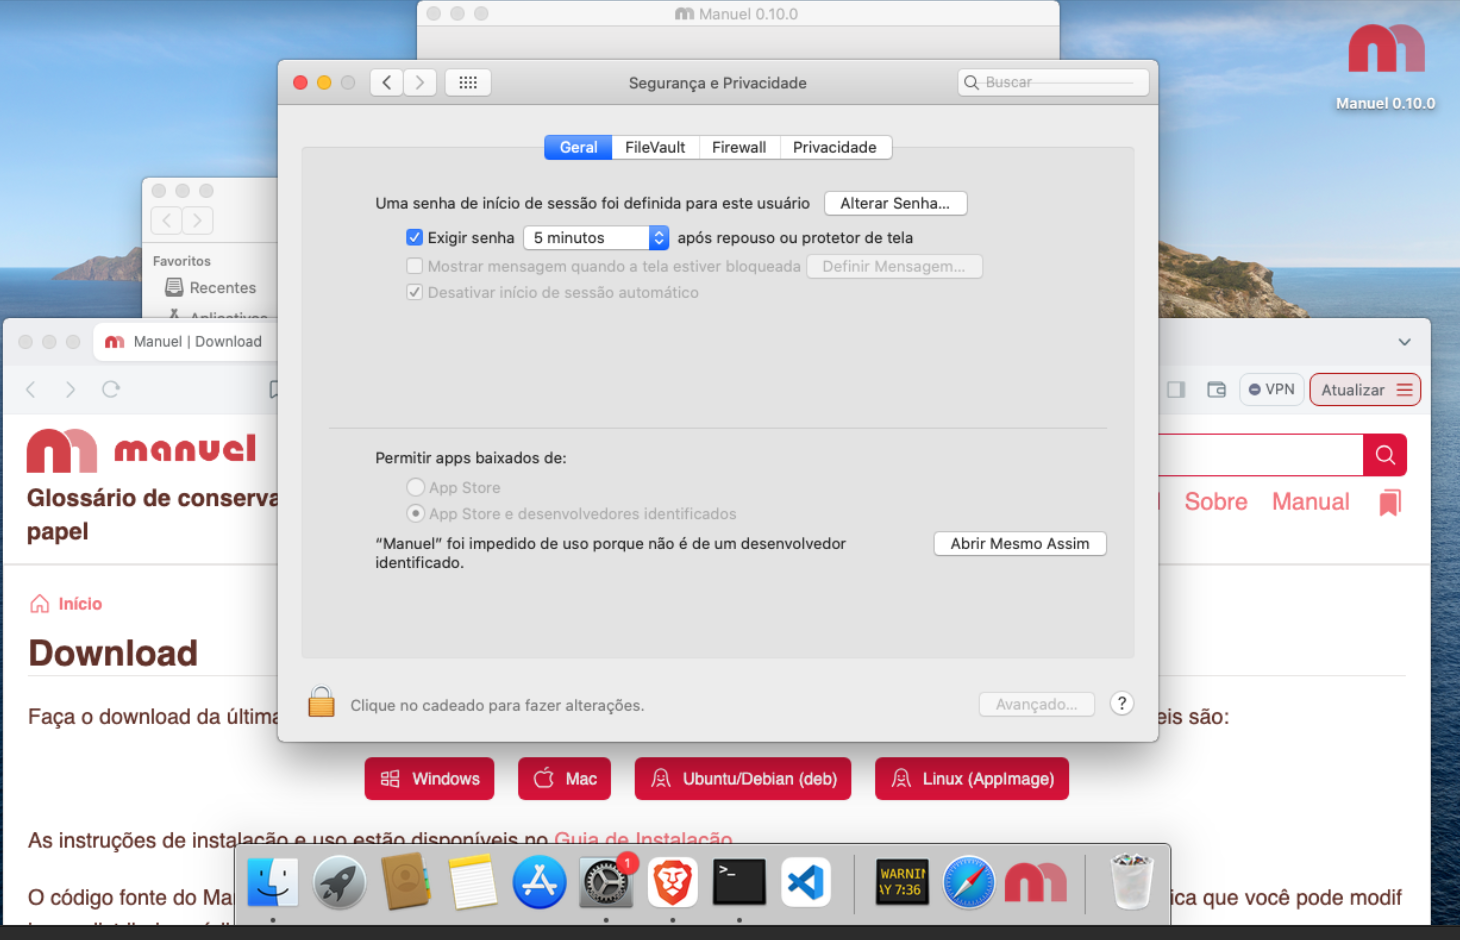 Manuel 0.10.0
Manuel 0.10.0
Segurança e Privacidade
Buscar
Geral
FileVault
Firewall
Privacidade
Uma senha de início de sessão foi definida para este usuário
Alterar Senha...
Exigir senha
5 minutos
após repouso ou protetor de tela
Mostrar mensagem quando a tela estiver bloqueada
Definir Mensagem...
Desativar início de sessão automático
Permitir apps baixados de:
App Store
App Store e desenvolvedores identificados
“Manuel” foi impedido de uso porque não é de um desenvolvedor
identificado.
Abrir Mesmo Assim
Clique no cadeado para fazer alterações.
Avançado...
?
Favoritos
Recentes
Aplicativos
Manuel | Download
VPN
Atualizar
manuel
Glossário de conserva
papel
Sobre
Manual
Início
Download
Faça o download da última
eis são:
Windows
Mac
Ubuntu/Debian (deb)
Linux (AppImage)
As instruções de instalação e uso estão disponíveis no Guia de Instalação
O código fonte do Ma
ica que você pode modif
1
>_
WARNIN
AY 7:36